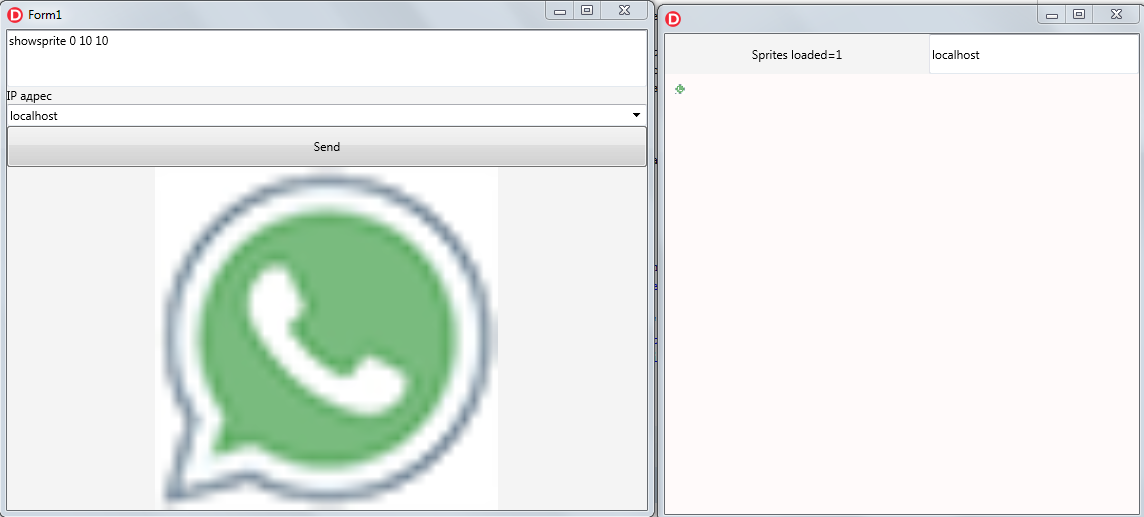 Form1
showsprite 0 10 10
IP адрес
localhost
Send
Sprites loaded=1
localhost